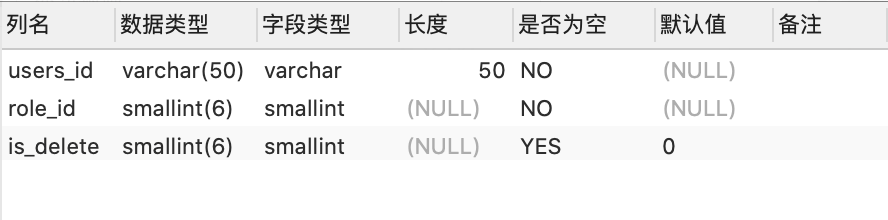 列名 数据类型 字段类型 长度 是否为空 默认值 备注
users_id varchar(50) varchar 50 NO (NULL)
role_id smallint(6) smallint (NULL) NO (NULL)
is_delete smallint(6) smallint (NULL) YES 0